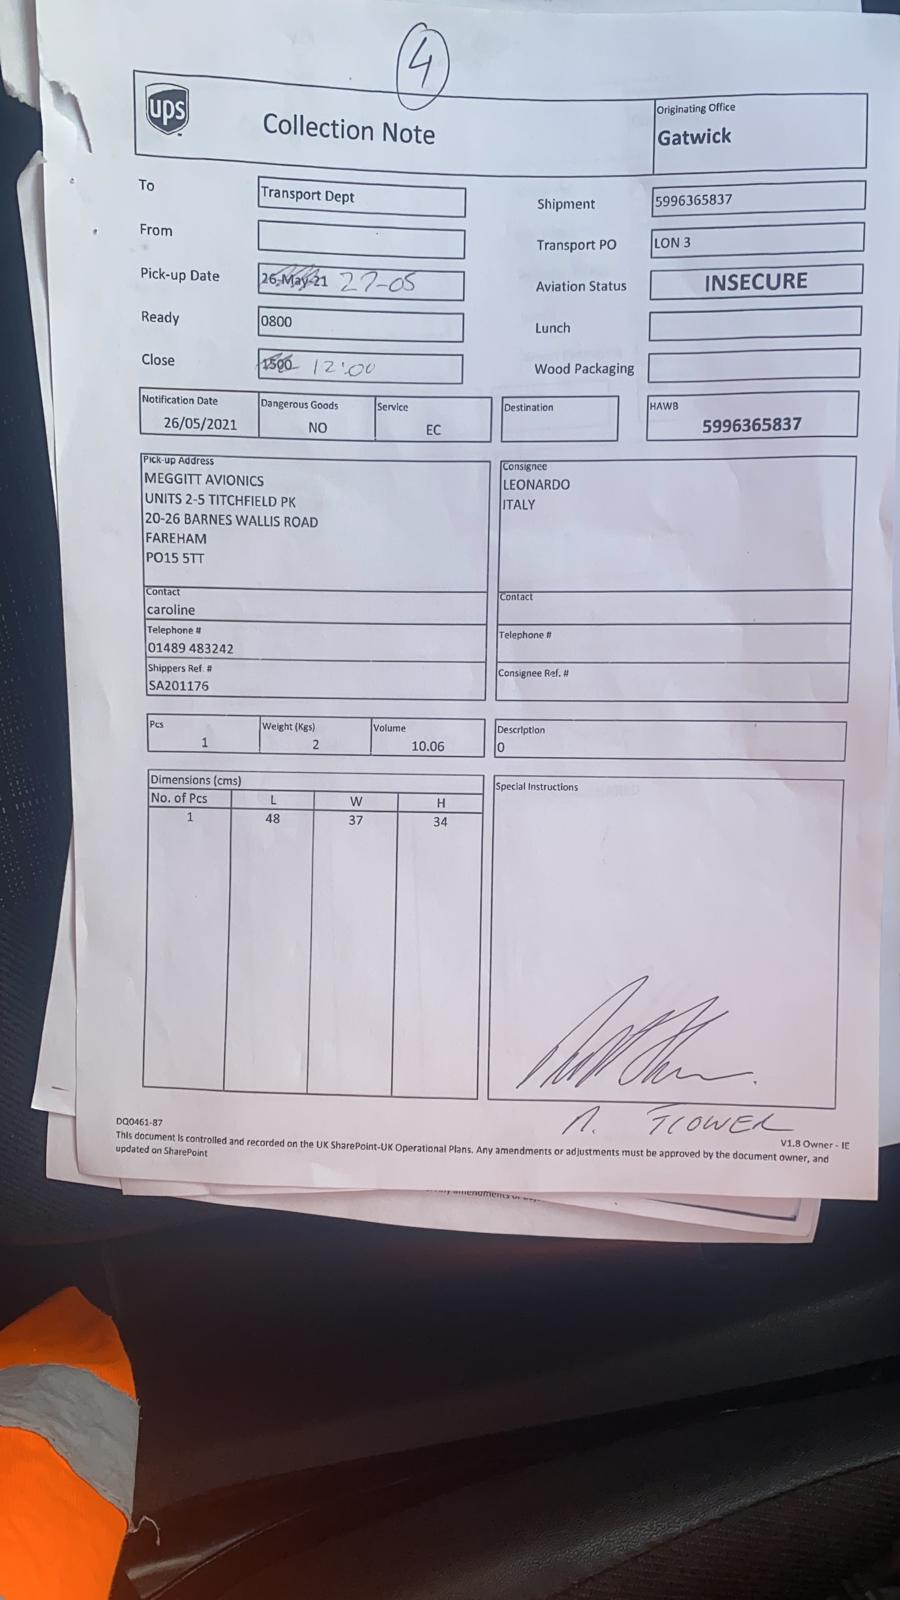 4
ups
Collection Note
Originating Office
Gatwick
To
Transport Dept
Shipment
5996365837
From
Transport PO
LON 3
Pick-up Date
26-May-21 27-05
Aviation Status
INSECURE
Ready
0800
Lunch
Close
1500 12:00
Wood Packaging
Notification Date
26/05/2021
Dangerous Goods
NO
Service
EC
Destination
HAWB
5996365837
Pick-up Address
MEGGITT AVIONICS
UNITS 2-5 TITCHFIELD PK
20-26 BARNES WALLIS ROAD
FAREHAM
PO15 5TT
Consignee
LEONARDO
ITALY
Contact
caroline
Telephone #
01489 483242
Shippers Ref. #
SA201176
Contact
Telephone #
Consignee Ref. #
Pcs
1
Weight (Kgs)
2
Volume
10.06
Description
0
Dimensions (cms)
No. of Pcs L W H
1 48 37 34
Special Instructions
DQ0461-87
V1.8 Owner - IE
This document is controlled and recorded on the UK SharePoint-UK Operational Plans. Any amendments or adjustments must be approved by the document owner, and
updated on SharePoint